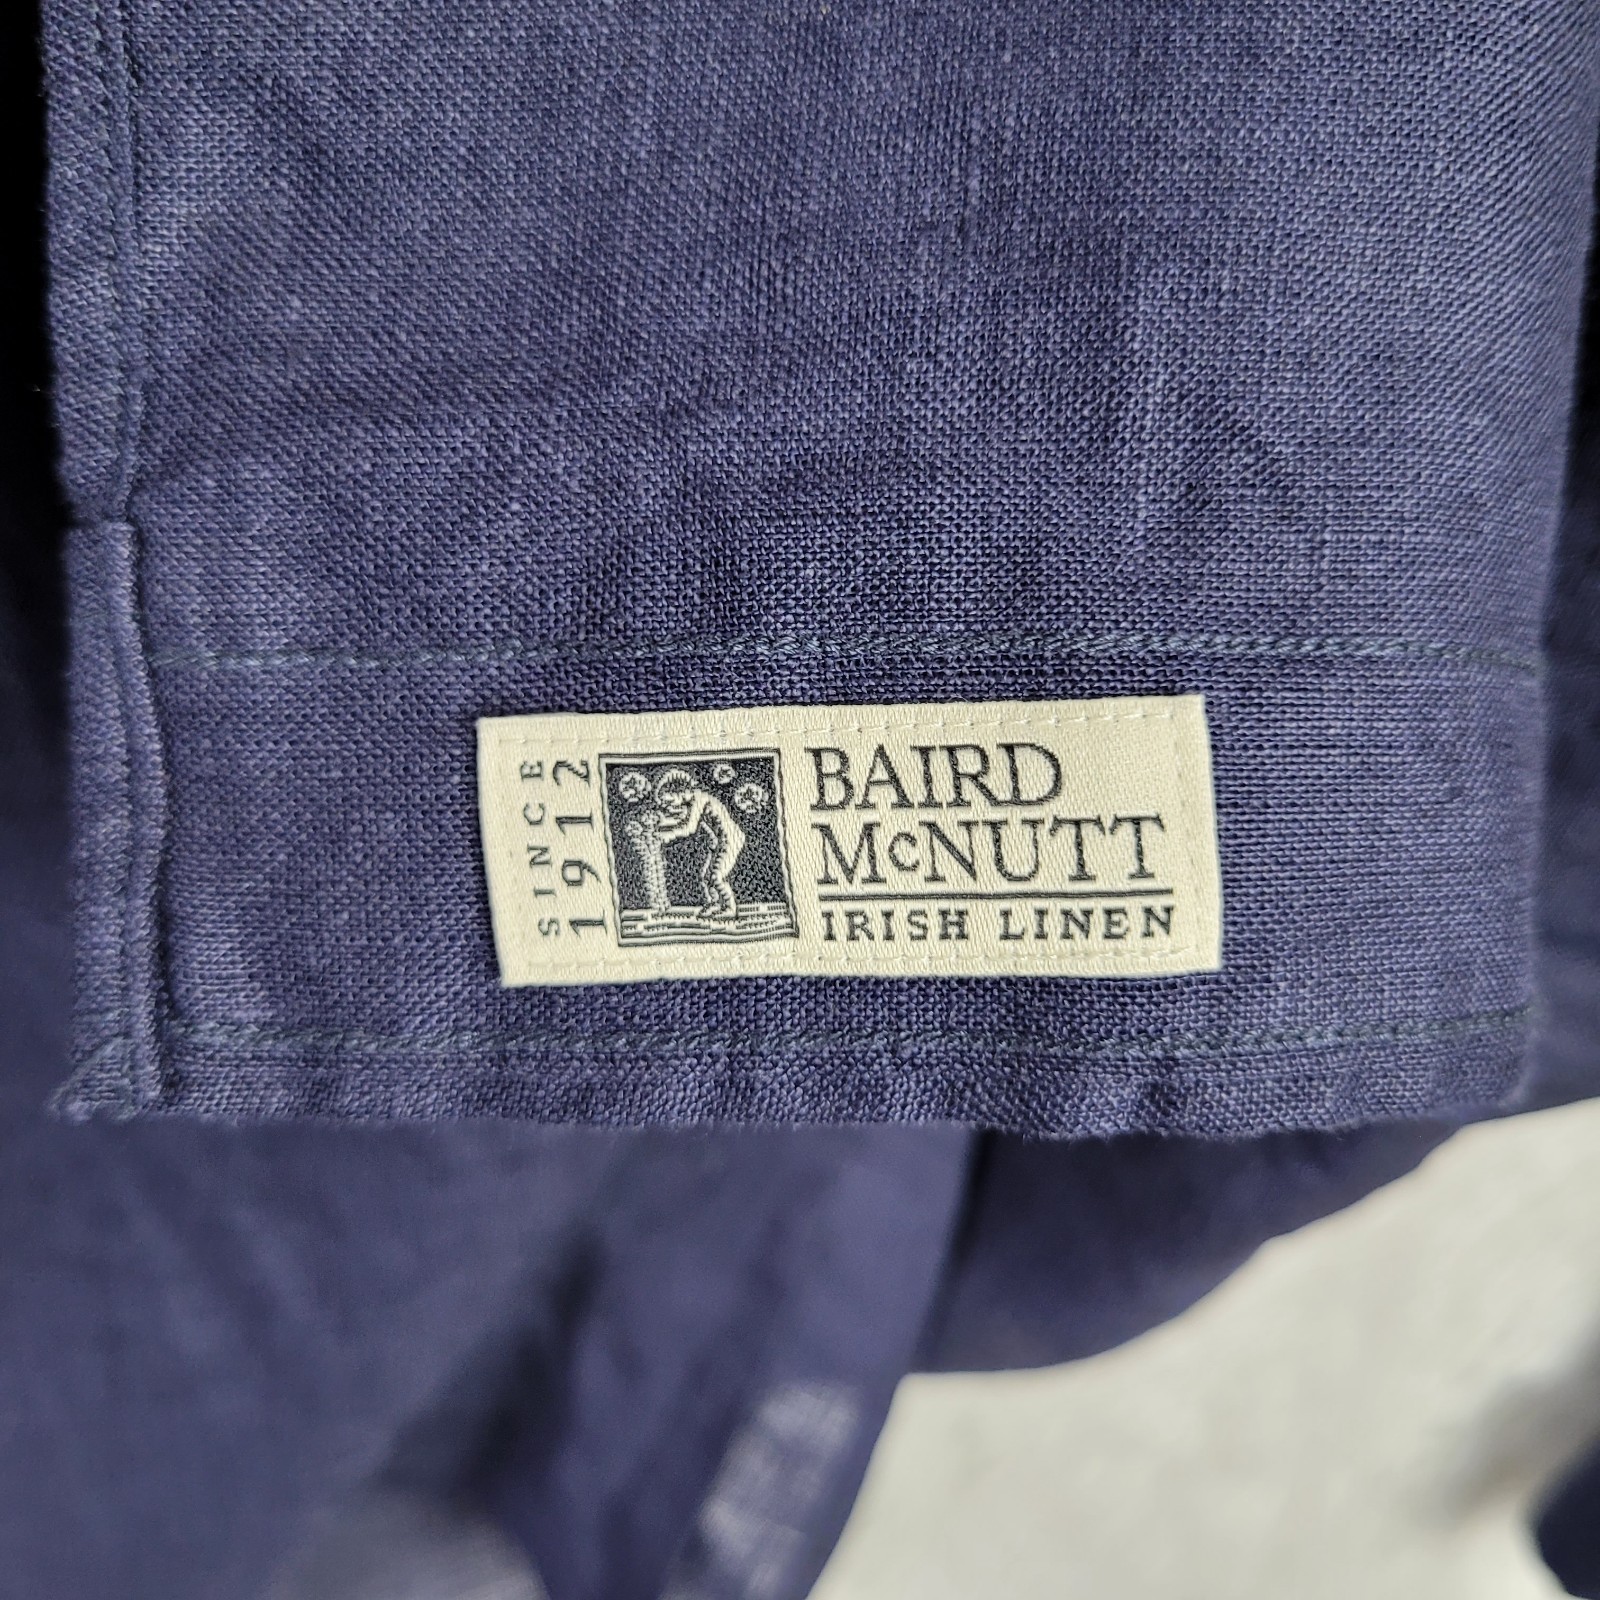 SINCE
1912
BAIRD
McNUTT
IRISH LINEN